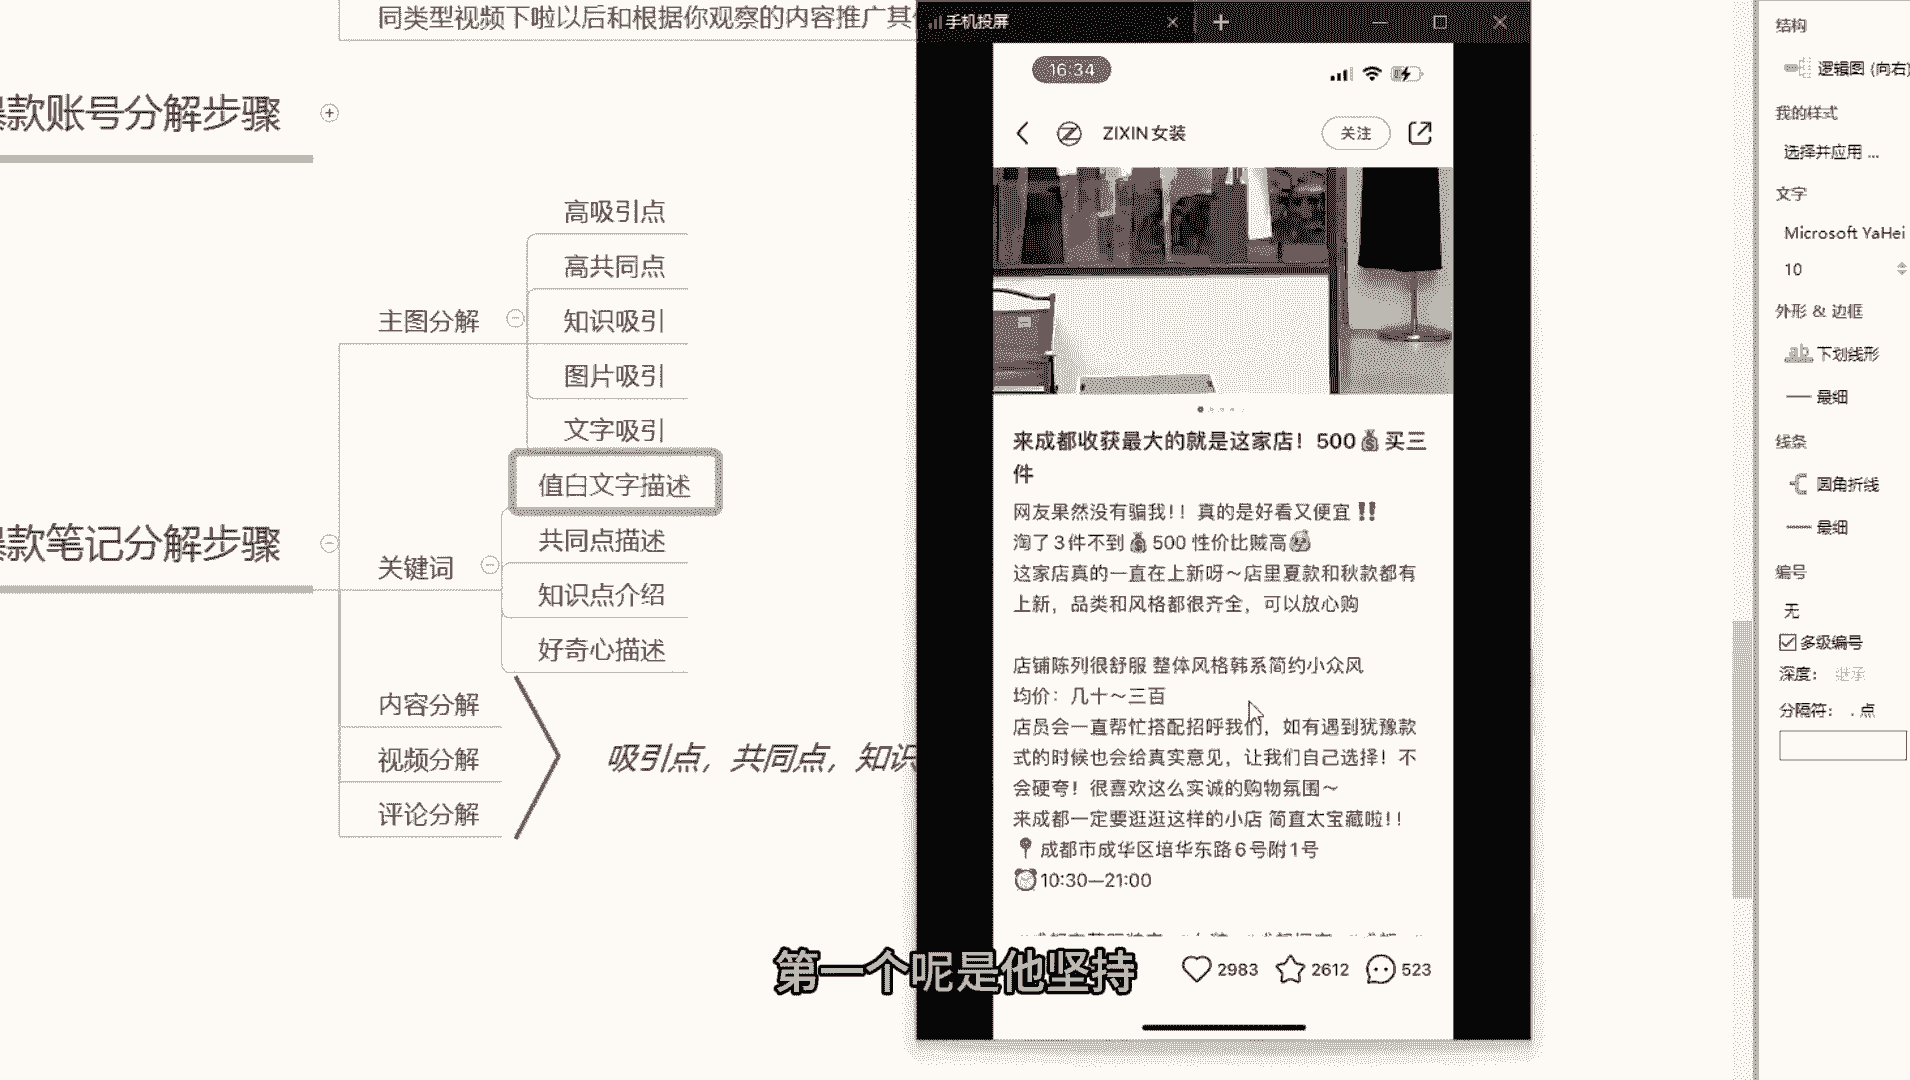 同类型视频下啦以后和根据你观察的内容推广其
款账号分解步骤
高吸引点
高共同点
主图分解
知识吸引
图片吸引
文字吸引
值白文字描述
款笔记分解步骤
共同点描述
关键词
知识点介绍
好奇心描述
内容分解
视频分解
吸引点，共同点，知识
评论分解
手机投屏
16:34
ZIXIN女装
关注
来成都收获最大的就是这家店！500💰买三
件
网友果然没有骗我!! 真的是好看又便宜‼️
淘了3件不到💰500 性价比贼高
这家店真的一直在上新呀～店里夏款和秋款都有
上新，品类和风格都很齐全，可以放心购
店铺陈列很舒服 整体风格韩系简约小众风
均价：几十～三百
店员会一直帮忙搭配招呼我们，如有遇到犹豫款
式的时候也会给真实意见，让我们自己选择！不
会硬夸！很喜欢这么实诚的购物氛围～
来成都一定要逛逛这样的小店 简直太宝藏啦!!
📍成都市成华区培华东路6号附1号
⏰10:30—21:00
2983
2612
523
第一个呢是他坚持
结构
逻辑图 (向右)
我的样式
选择并应用 ...
文字
Microsoft YaHei
10
外形 & 边框
下划线形
最细
线条
圆角折线
最细
编号
无
多级编号
深度： 继承
分隔符： . 点